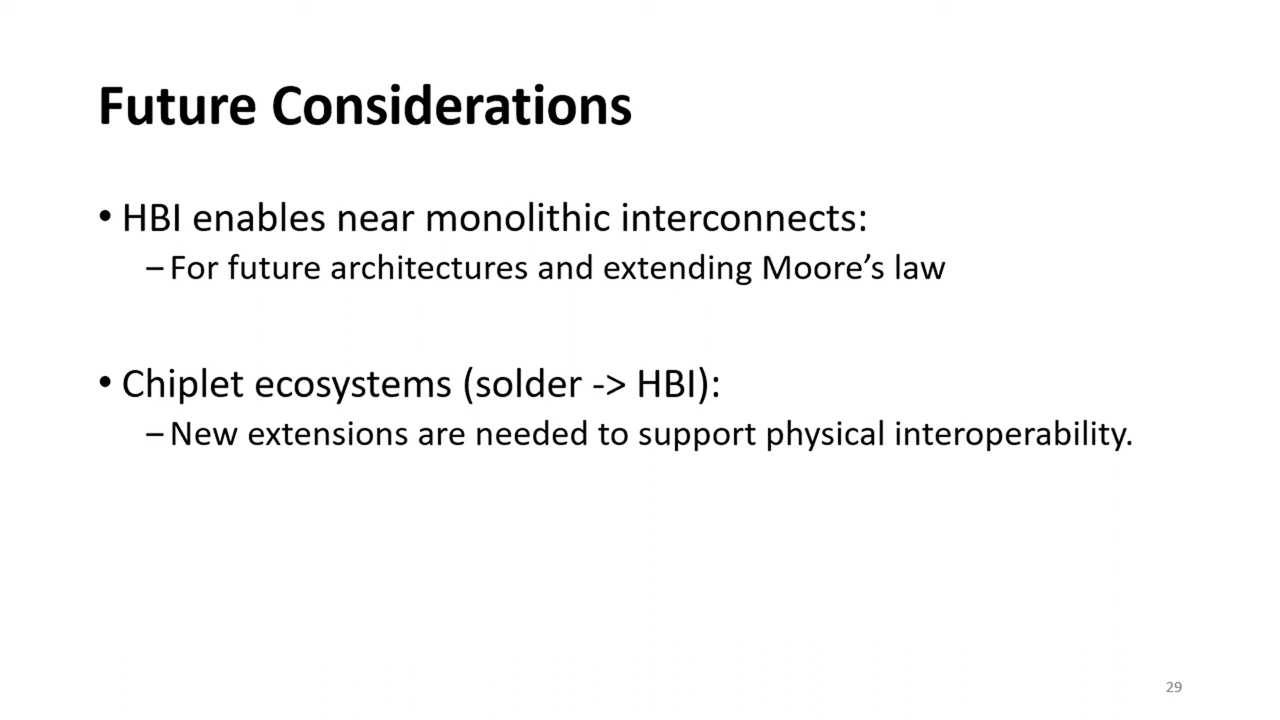 Future Considerations
• HBI enables near monolithic interconnects:
– For future architectures and extending Moore’s law
• Chiplet ecosystems (solder -> HBI):
– New extensions are needed to support physical interoperability.
29